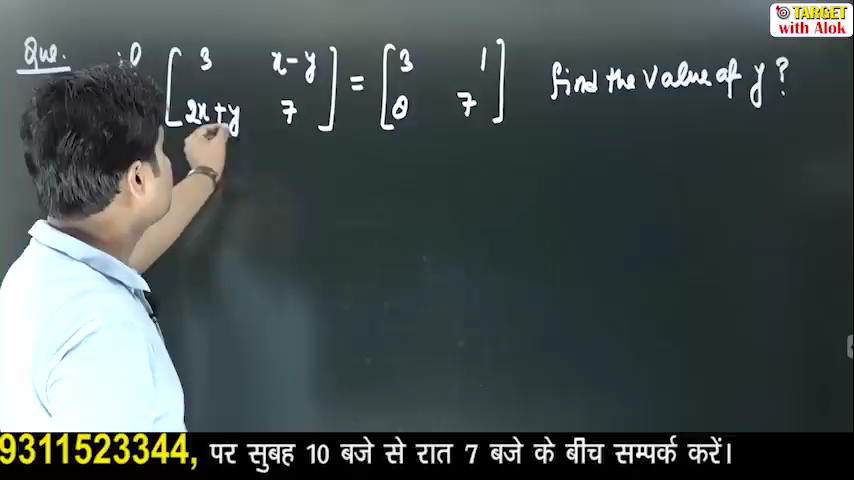 TARGET
with Alok
Que. :0 [ 3 x-y ] = [ 3 1 ] find the value of y ?
[ 2x+y 7 ] [ 8 7 ]
9311523344, पर सुबह 10 बजे से रात 7 बजे के बीच सम्पर्क करें।